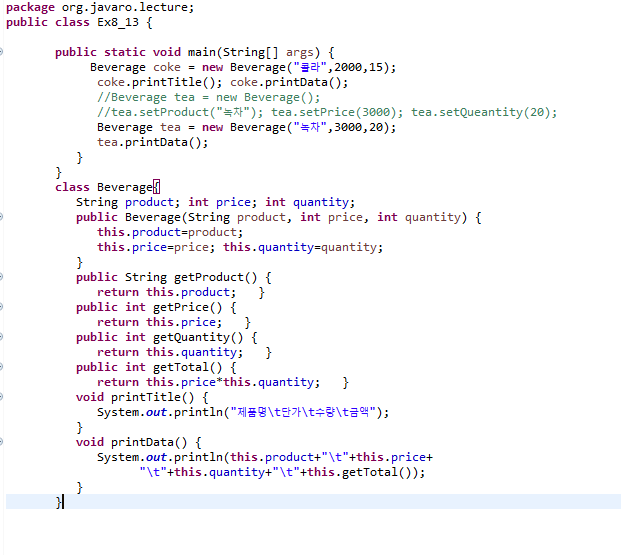 package org.javaro.lecture;
public class Ex8_13 {
public static void main(String[] args) {
Beverage coke = new Beverage("콜라",2000,15);
coke.printTitle(); coke.printData();
//Beverage tea = new Beverage();
//tea.setProduct("녹차"); tea.setPrice(3000); tea.setQueantity(20);
Beverage tea = new Beverage("녹차",3000,20);
tea.printData();
}
}
class Beverage{
String product; int price; int quantity;
public Beverage(String product, int price, int quantity) {
this.product=product;
this.price=price; this.quantity=quantity;
}
public String getProduct() {
return this.product; }
public int getPrice() {
return this.price; }
public int getQuantity() {
return this.quantity; }
public int getTotal() {
return this.price*this.quantity; }
void printTitle() {
System.out.println("제품명\t단가\t수량\t금액");
}
void printData() {
System.out.println(this.product+"\t"+this.price+
"\t"+this.quantity+"\t"+this.getTotal());
}
}